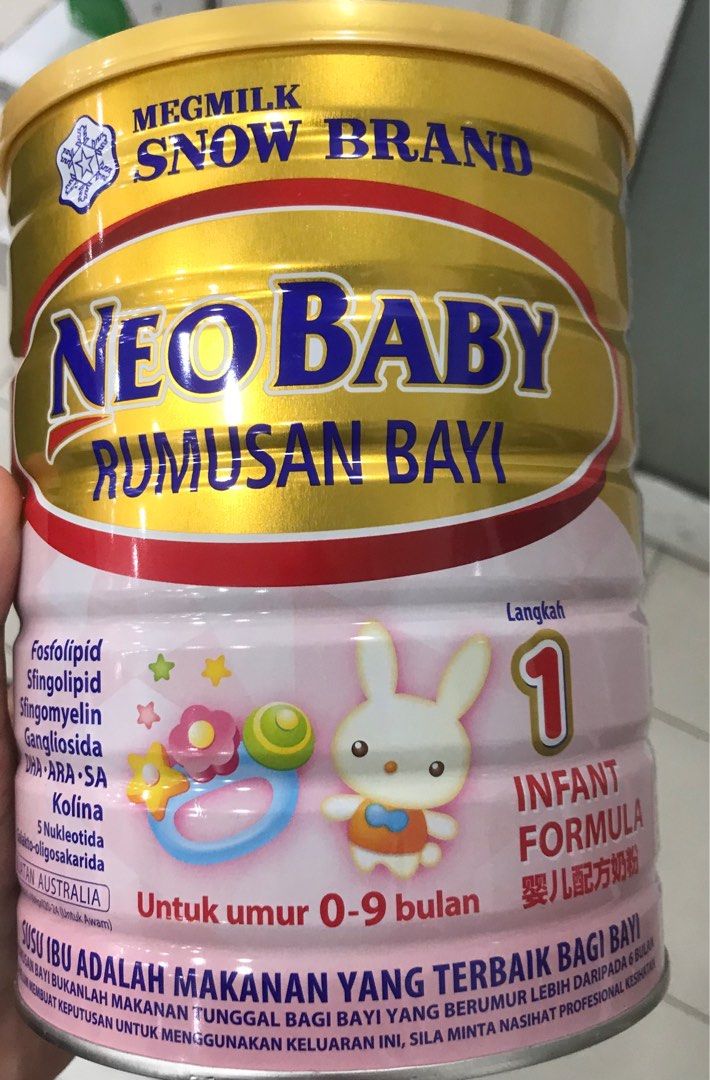 MEGMILK
SNOW BRAND
NEOBABY
RUMUSAN BAYI
Langkah
1
INFANT
FORMULA
婴儿配方奶粉
Fosfolipid
Sfingolipid
Sfingomyelin
Gangliosida
DHA•ARA•SA
Kolina
5 Nukleotida
AUSTRALIA
(Untuk Awam)
Untuk umur 0-9 bulan
SUSU IBU ADALAH MAKANAN YANG TERBAIK BAGI BAYI
BAYI BUKANLAH MAKANAN TUNGGAL BAGI BAYI YANG BERUMUR LEBIH DARIPADA 6 BULAN
MEMBUAT KEPUTUSAN UNTUK MENGGUNAKAN KELUARAN INI, SILA MINTA NASIHAT PROFESIONAL KESIHATAN